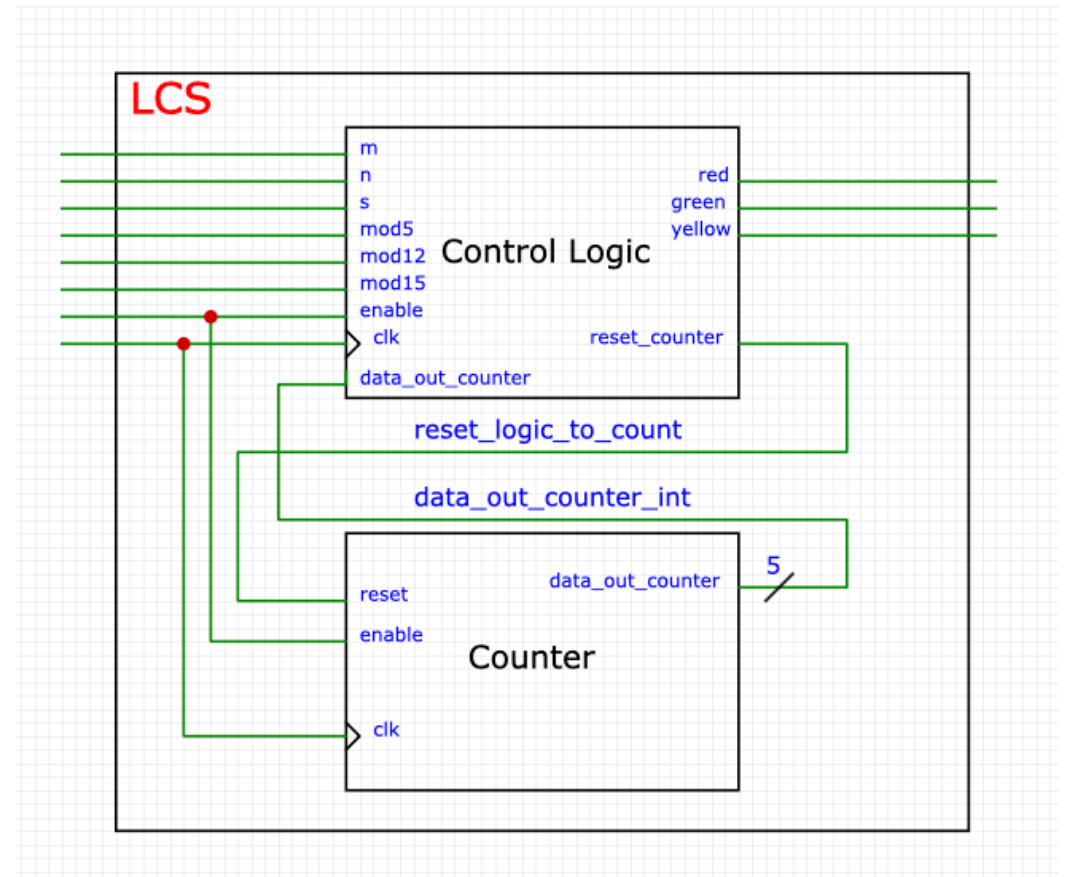 LCS
m
n
s
mod5
mod12
mod15
enable
clk
data_out_counter
Control Logic
red
green
yellow
reset_counter
reset_logic_to_count
data_out_counter_int
reset
enable
clk
Counter
data_out_counter
5